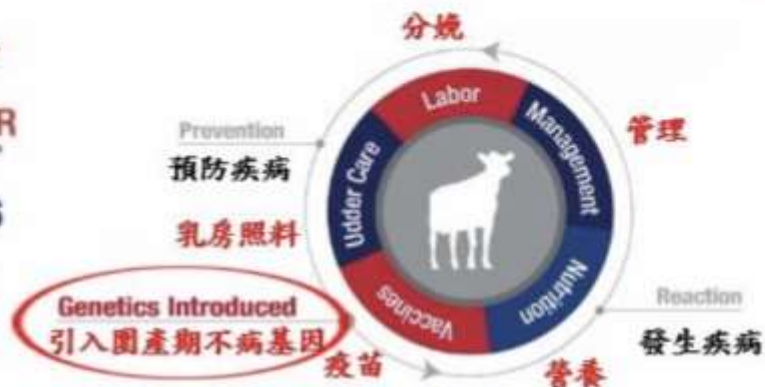 分娩
Labor
Management
管理
R
Prevention
預防疾病
Udder Care
乳房照料
Genetics Introduced
引入圍產期不病基因
Vaccines
疫苗
Nutrition
營養
Reaction
發生疾病